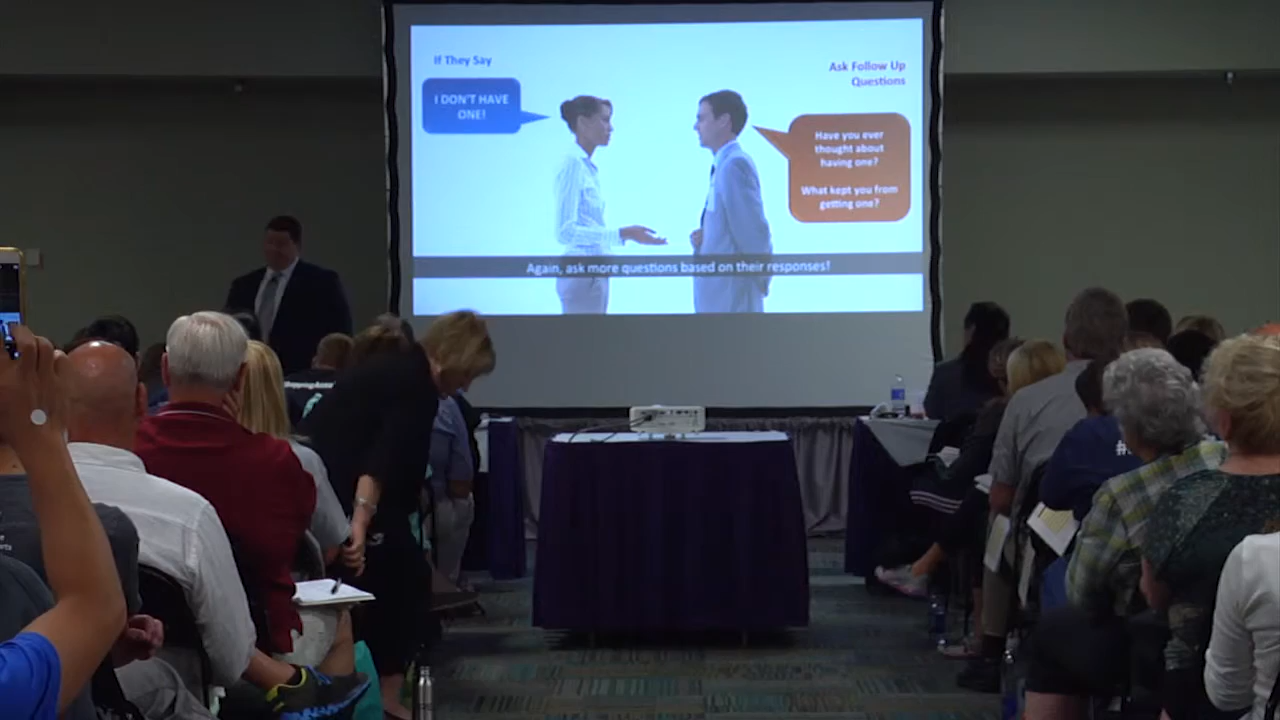 If They Say
I DON'T HAVE
ONE!
Ask Follow Up
Questions
Have you ever
thought about
having one?
What kept you from
getting one?
Again, ask more questions based on their responses!